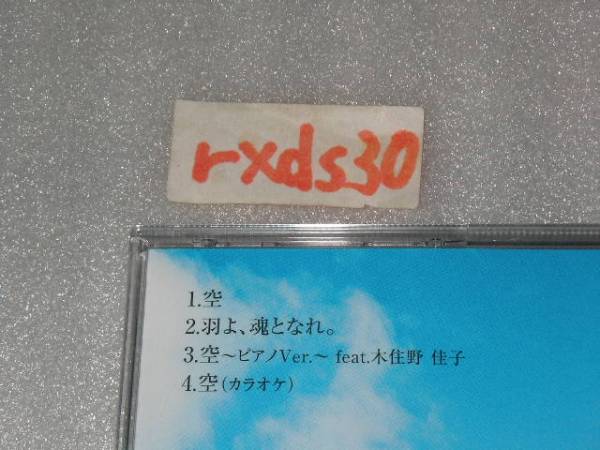 rxds30
1.空
2.羽よ、魂となれ。
3.空～ピアノVer.～ feat.木住野 佳子
4.空(カラオケ)